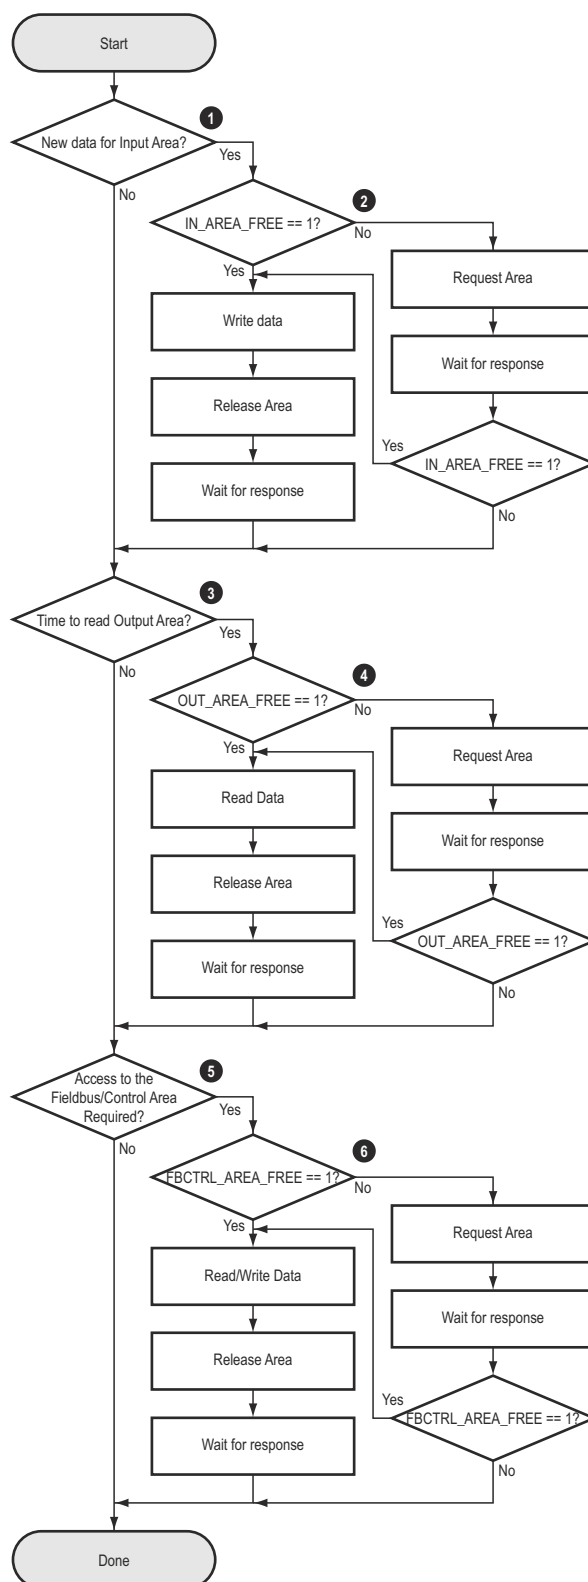 Start
1
New data for Input Area?
Yes
No
2
IN_AREA_FREE == 1?
No
Yes
Request Area
Write data
Wait for response
Release Area
Yes
IN_AREA_FREE == 1?
Wait for response
No
3
Time to read Output Area?
Yes
No
4
OUT_AREA_FREE == 1?
No
Yes
Request Area
Read Data
Wait for response
Release Area
Yes
OUT_AREA_FREE == 1?
Wait for response
No
5
Access to the
Fieldbus/Control Area
Required?
Yes
No
6
FBCTRL_AREA_FREE == 1?
No
Yes
Request Area
Read/Write Data
Wait for response
Release Area
Yes
FBCTRL_AREA_FREE == 1?
Wait for response
No
Done